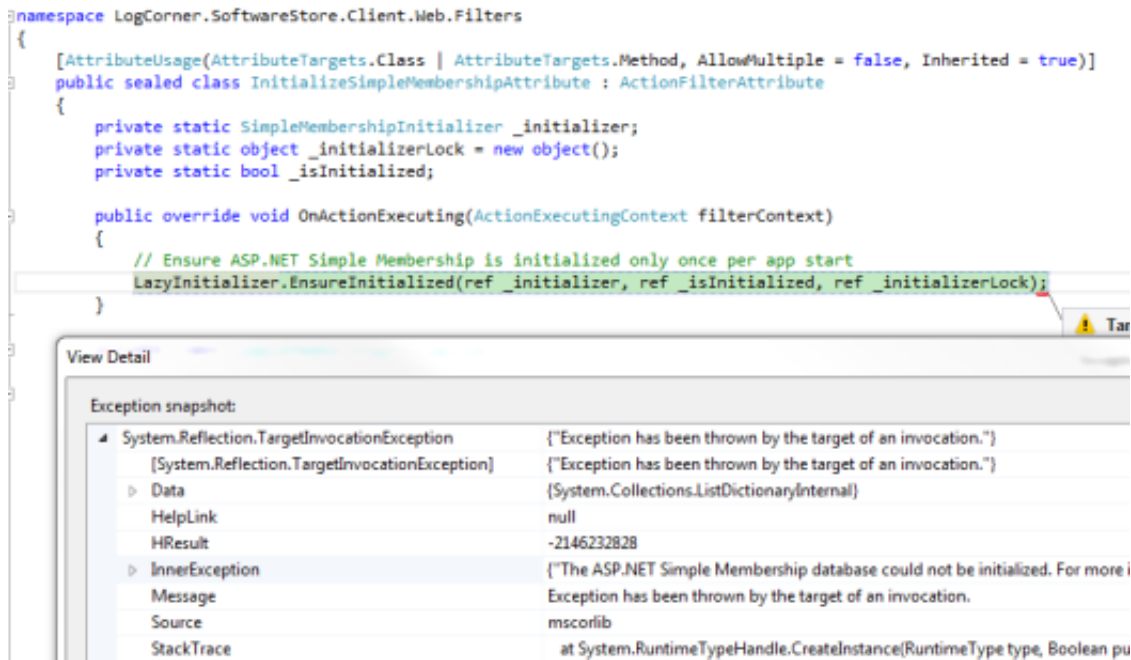 namespace LogCorner.SoftwareStore.Client.Web.Filters
{
[AttributeUsage(AttributeTargets.Class | AttributeTargets.Method, AllowMultiple = false, Inherited = true)]
public sealed class InitializeSimpleMembershipAttribute : ActionFilterAttribute
{
private static SimpleMembershipInitializer _initializer;
private static object _initializerLock = new object();
private static bool _isInitialized;
public override void OnActionExecuting(ActionExecutingContext filterContext)
{
// Ensure ASP.NET Simple Membership is initialized only once per app start
LazyInitializer.EnsureInitialized(ref _initializer, ref _isInitialized, ref _initializerLock);
}
Tar
View Detail
Exception snapshot:
System.Reflection.TargetInvocationException {"Exception has been thrown by the target of an invocation."}
[System.Reflection.TargetInvocationException] {"Exception has been thrown by the target of an invocation."}
Data {System.Collections.ListDictionaryInternal}
HelpLink null
HResult -2146232828
InnerException {"The ASP.NET Simple Membership database could not be initialized. For more i
Message Exception has been thrown by the target of an invocation.
Source mscorlib
StackTrace at System.RuntimeTypeHandle.CreateInstance(RuntimeType type, Boolean pu